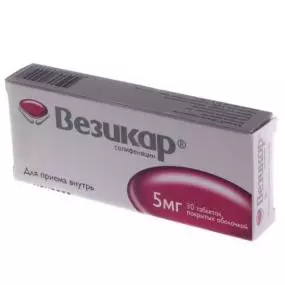 Везикар®
солифенацин
Для приема внутрь
5мг
30 таблеток,
покрытых оболочкой